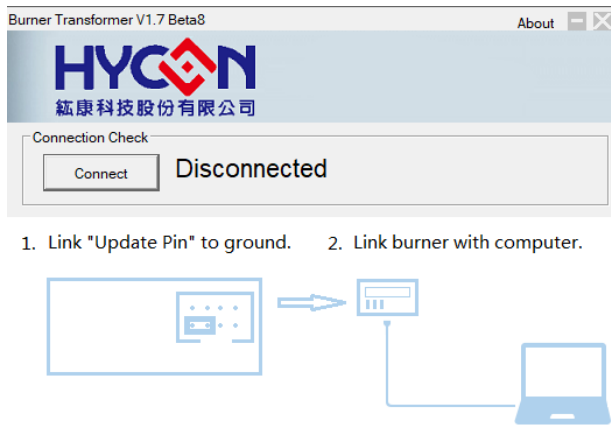 Burner Transformer V1.7 Beta8
About
HYCON
紘康科技股份有限公司
Connection Check
Connect
Disconnected
1. Link "Update Pin" to ground.
2. Link burner with computer.